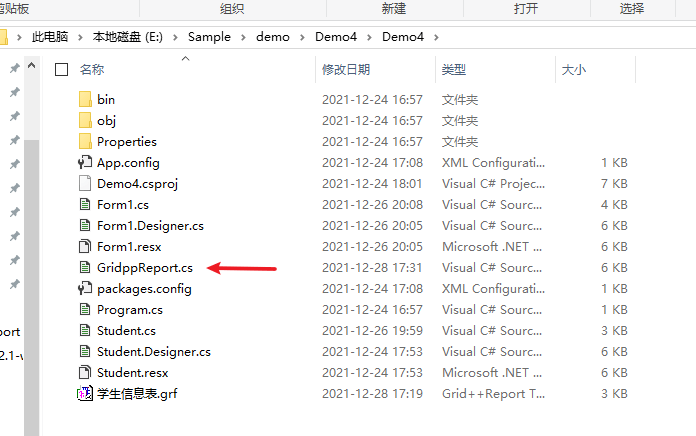 剪贴板 组织 新建 打开 选择
此电脑 本地磁盘 (E:) Sample demo Demo4 Demo4
名称 修改日期 类型 大小
bin 2021-12-24 16:57 文件夹
obj 2021-12-24 16:57 文件夹
Properties 2021-12-24 16:57 文件夹
App.config 2021-12-24 17:08 XML Configurati... 1 KB
Demo4.csproj 2021-12-24 18:01 Visual C# Projec... 7 KB
Form1.cs 2021-12-26 20:08 Visual C# Sourc... 4 KB
Form1.Designer.cs 2021-12-26 20:05 Visual C# Sourc... 6 KB
Form1.resx 2021-12-26 20:05 Microsoft .NET ... 6 KB
GridppReport.cs 2021-12-28 17:31 Visual C# Sourc... 6 KB
packages.config 2021-12-24 17:08 XML Configurati... 1 KB
Program.cs 2021-12-24 16:57 Visual C# Sourc... 1 KB
port Student.cs 2021-12-26 19:59 Visual C# Sourc... 3 KB
2.1-w Student.Designer.cs 2021-12-24 17:53 Visual C# Sourc... 6 KB
Student.resx 2021-12-24 17:53 Microsoft .NET ... 6 KB
学生信息表.grf 2021-12-28 17:19 Grid++Report T... 3 KB